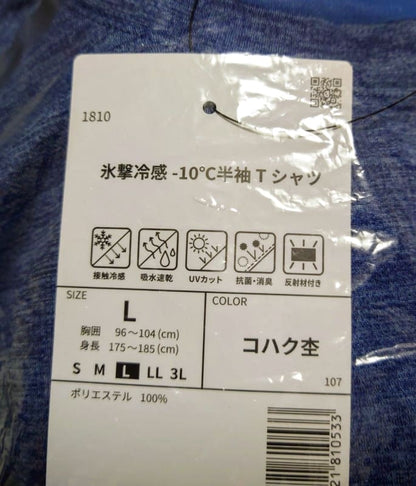 1810
氷撃冷感 -10℃半袖Tシャツ
接触冷感 吸水速乾 UVカット 抗菌・消臭 反射材付き
SIZE
L
胸囲 96～104(cm)
身長 175～185(cm)
S M L LL 3L
COLOR
コハク杢
107
ポリエステル 100%
21 810533